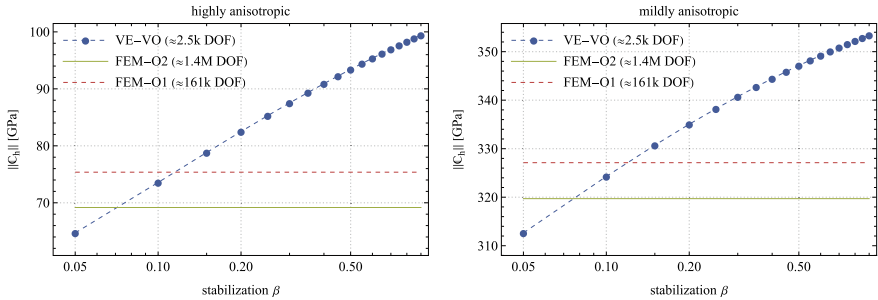 highly anisotropic
100
90
80
70
||C_h|| [GPa]
VE−VO (≈2.5k DOF)
FEM−O2 (≈1.4M DOF)
FEM−O1 (≈161k DOF)
0.05 0.10 0.20 0.50
stabilization β
mildly anisotropic
350
340
330
320
310
||C_h|| [GPa]
VE−VO (≈2.5k DOF)
FEM−O2 (≈1.4M DOF)
FEM−O1 (≈161k DOF)
0.05 0.10 0.20 0.50
stabilization β